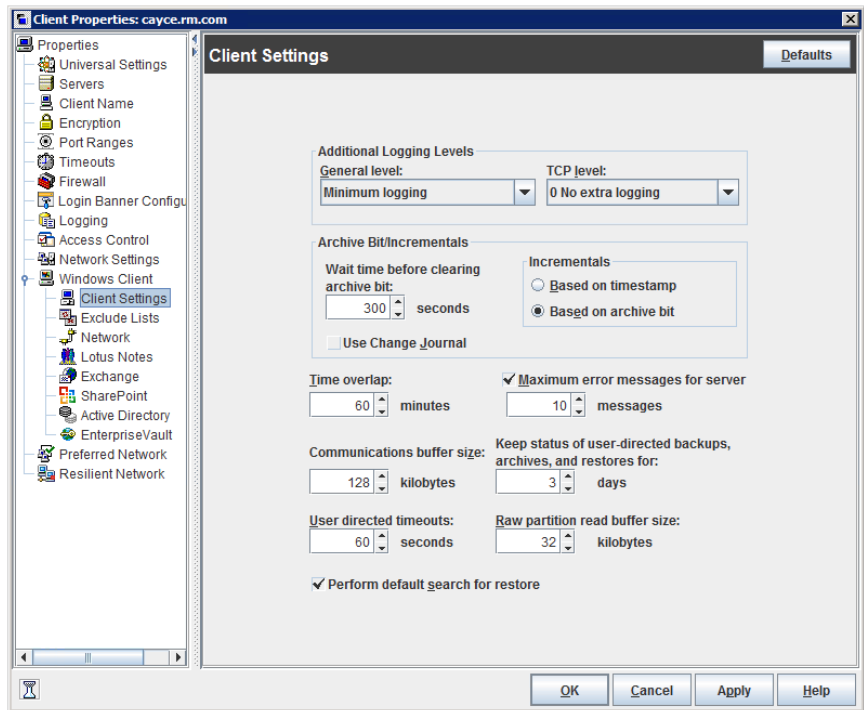 Client Properties: cayce.rm.com
Properties
Universal Settings
Servers
Client Name
Encryption
Port Ranges
Timeouts
Firewall
Login Banner Configu
Logging
Access Control
Network Settings
Windows Client
Client Settings
Exclude Lists
Network
Lotus Notes
Exchange
SharePoint
Active Directory
EnterpriseVault
Preferred Network
Resilient Network
Client Settings
Defaults
Additional Logging Levels
General level:
TCP level:
Minimum logging
0 No extra logging
Archive Bit/Incrementals
Wait time before clearing
archive bit:
300 seconds
Incrementals
Based on timestamp
Based on archive bit
Use Change Journal
Time overlap:
60 minutes
Maximum error messages for server
10 messages
Communications buffer size:
128 kilobytes
Keep status of user-directed backups,
archives, and restores for:
3 days
User directed timeouts:
60 seconds
Raw partition read buffer size:
32 kilobytes
Perform default search for restore
OK
Cancel
Apply
Help